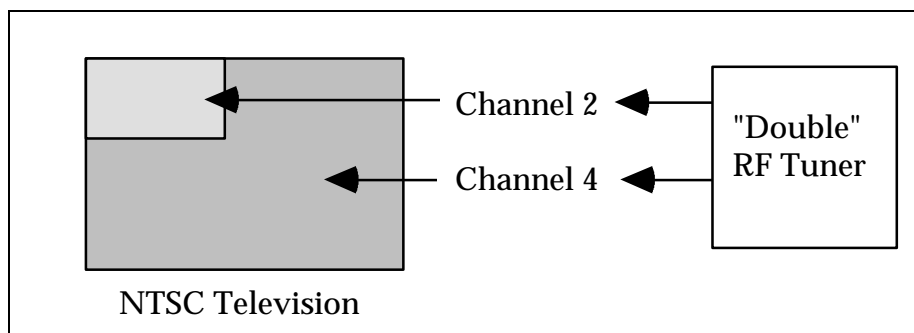 Channel 2
"Double"
RF Tuner
Channel 4
NTSC Television